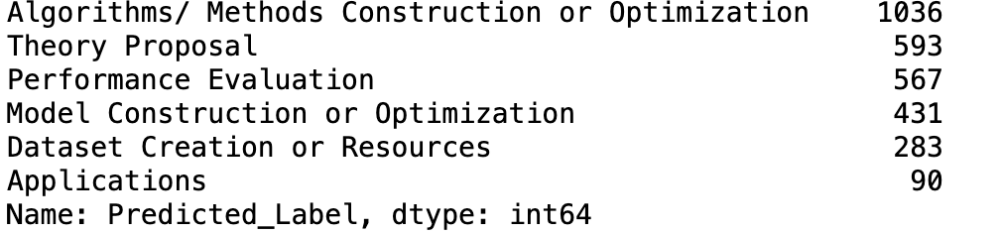 Algorithms/ Methods Construction or Optimization    1036
Theory Proposal                                      593
Performance Evaluation                               567
Model Construction or Optimization                   431
Dataset Creation or Resources                        283
Applications                                          90
Name: Predicted_Label, dtype: int64